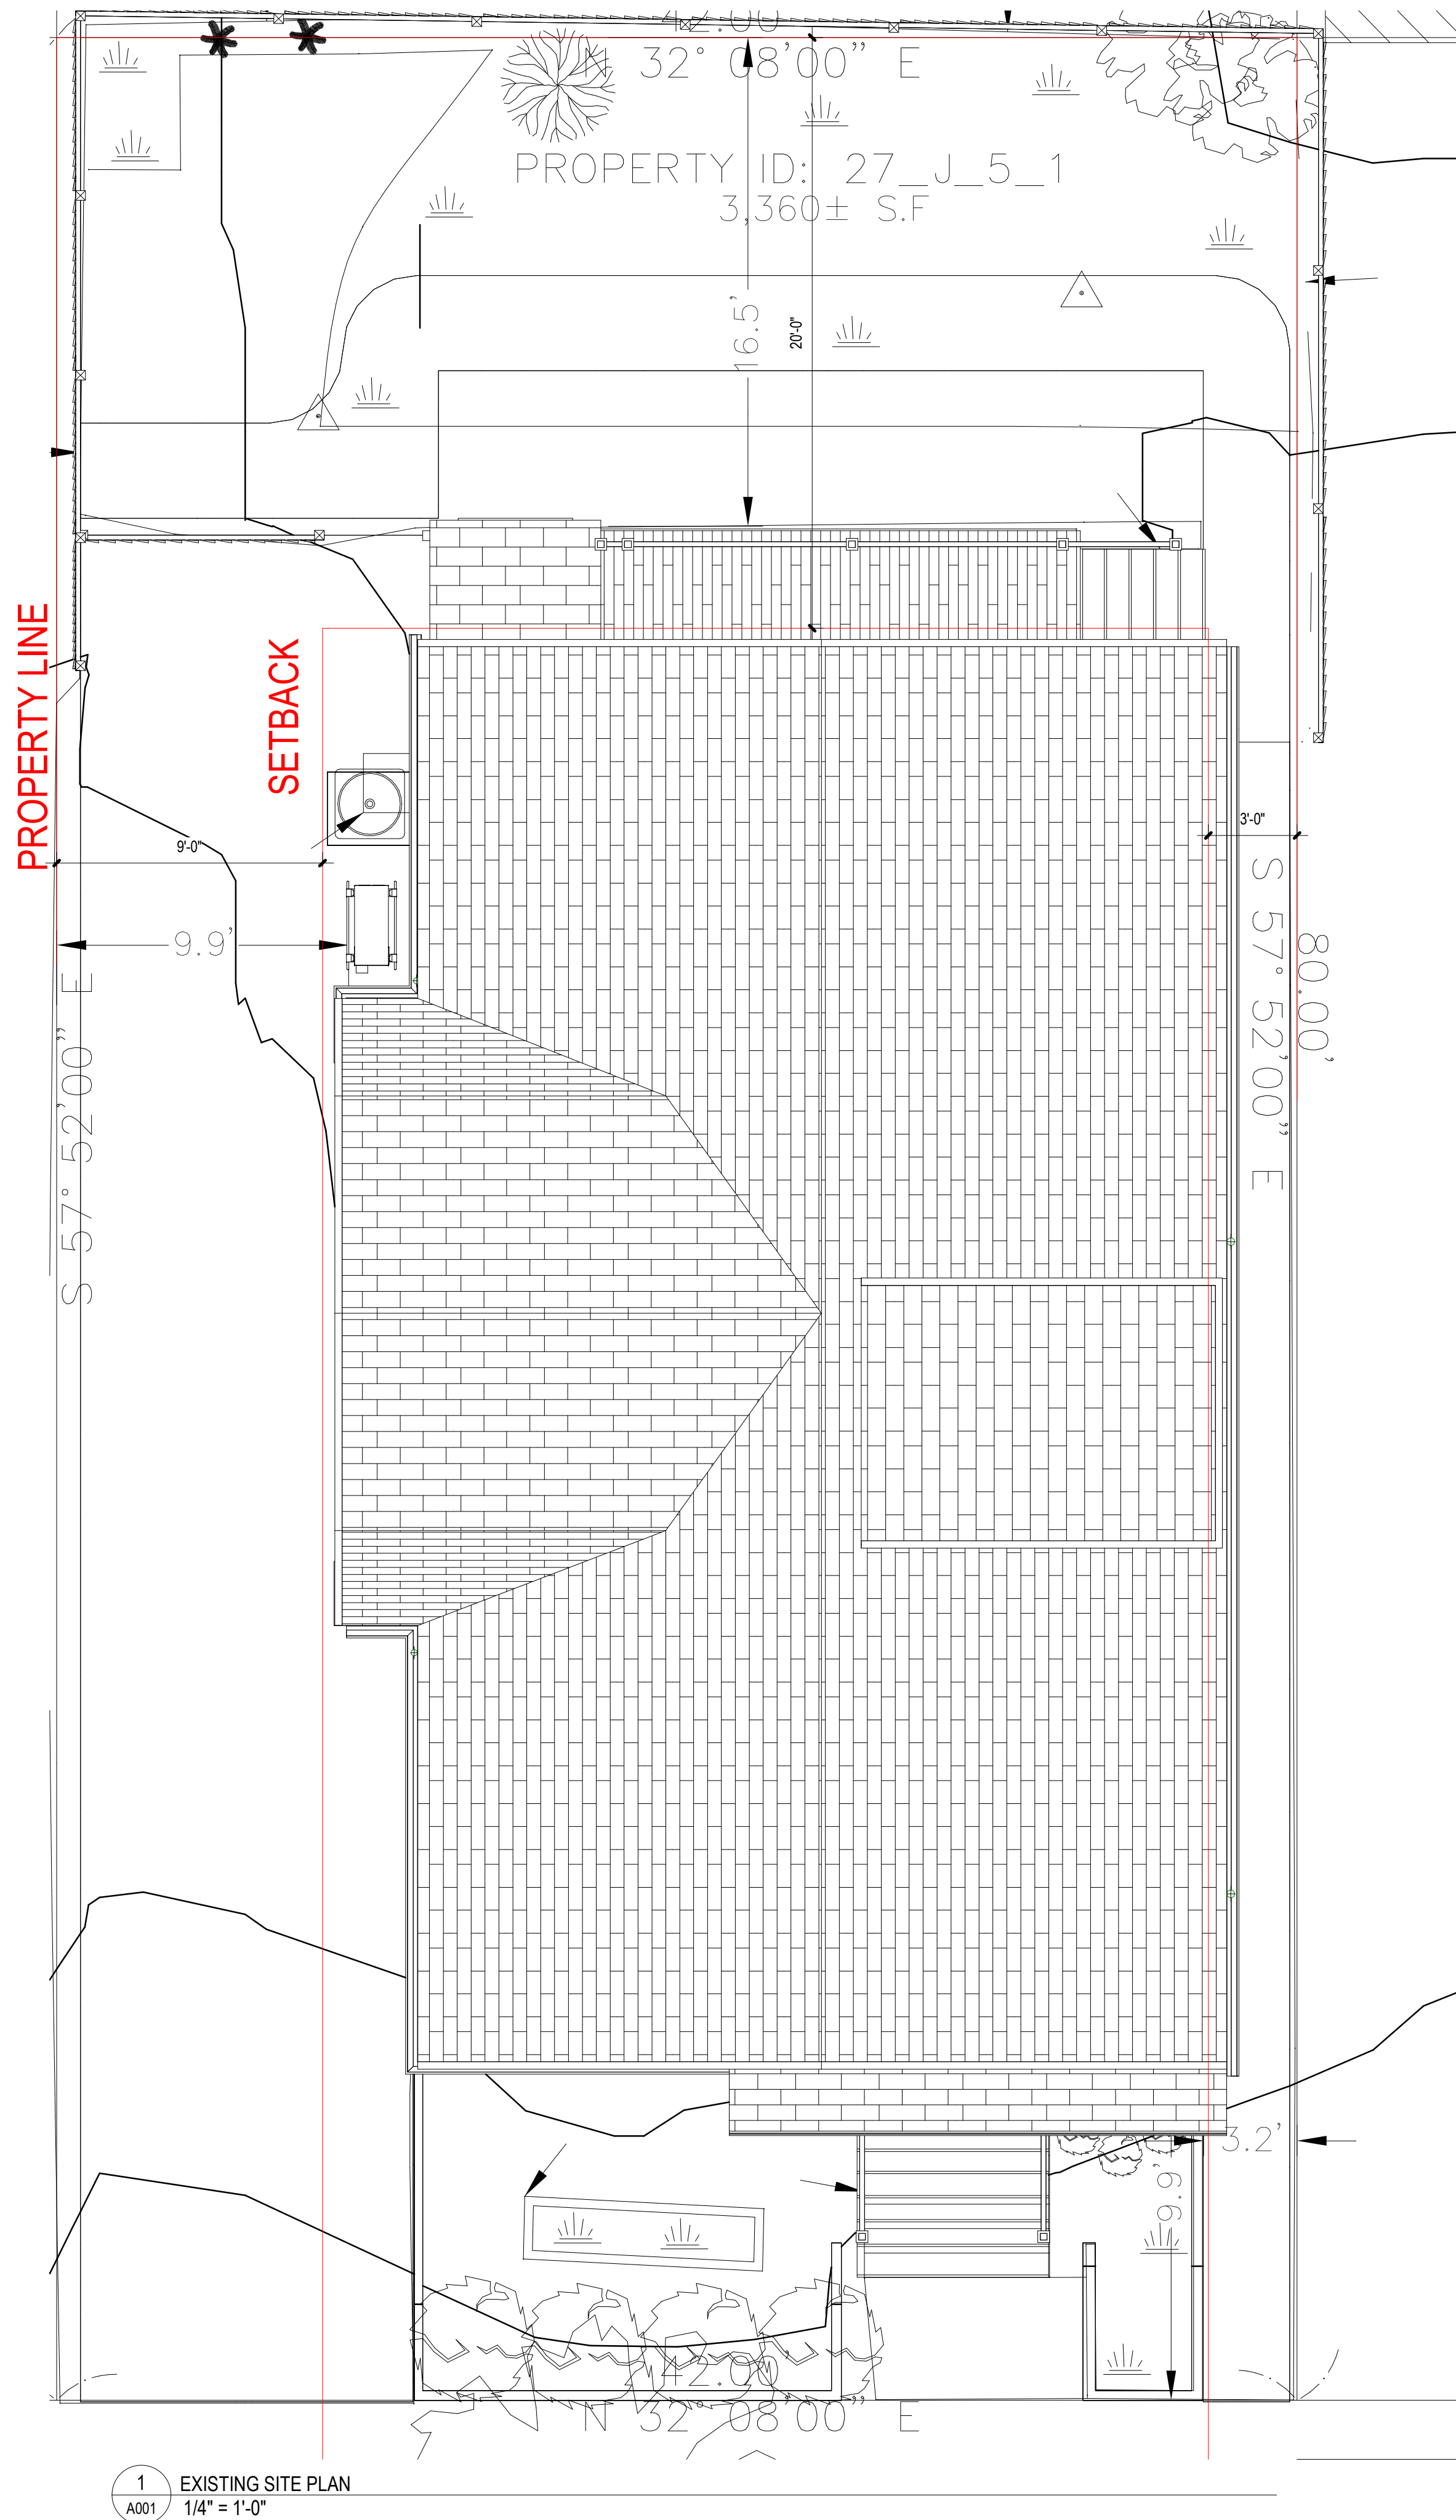 42.00'
N 32° 08'00" E
PROPERTY ID: 27_J_5_1
3,360± S.F
16.5'
20'-0"
PROPERTY LINE
SETBACK
9'-0"
3'-0"
9.9'
S 57° 52'00" E
S 57° 52'00" E
80.00'
3.2'
9.9'
42.00'
N 32° 08'00" E
1
A001
EXISTING SITE PLAN
1/4" = 1'-0"